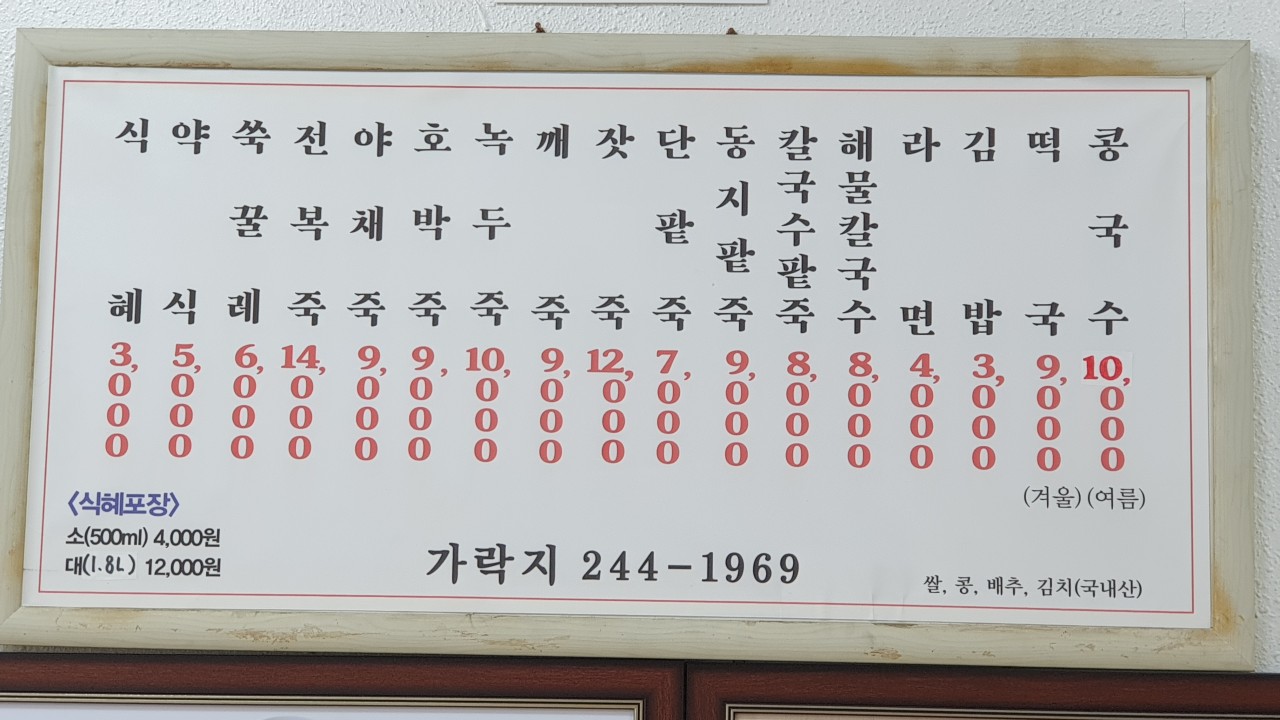 콩국수 10,000 (여름)
떡국 9,000 (겨울)
김밥 3,000
라면 4,000
해물칼국수 8,000
칼국수팥죽 8,000
동지팥죽 9,000
단팥죽 7,000
잣죽 12,000
깨죽 9,000
녹두죽 10,000
호박죽 9,000
야채죽 9,000
전복죽 14,000
쑥꿀레 6,000
약식 5,000
식혜 3,000
<식혜포장>
소(500ml) 4,000원
대(1.8L) 12,000원
가락지 244-1969
쌀, 콩, 배추, 김치(국내산)